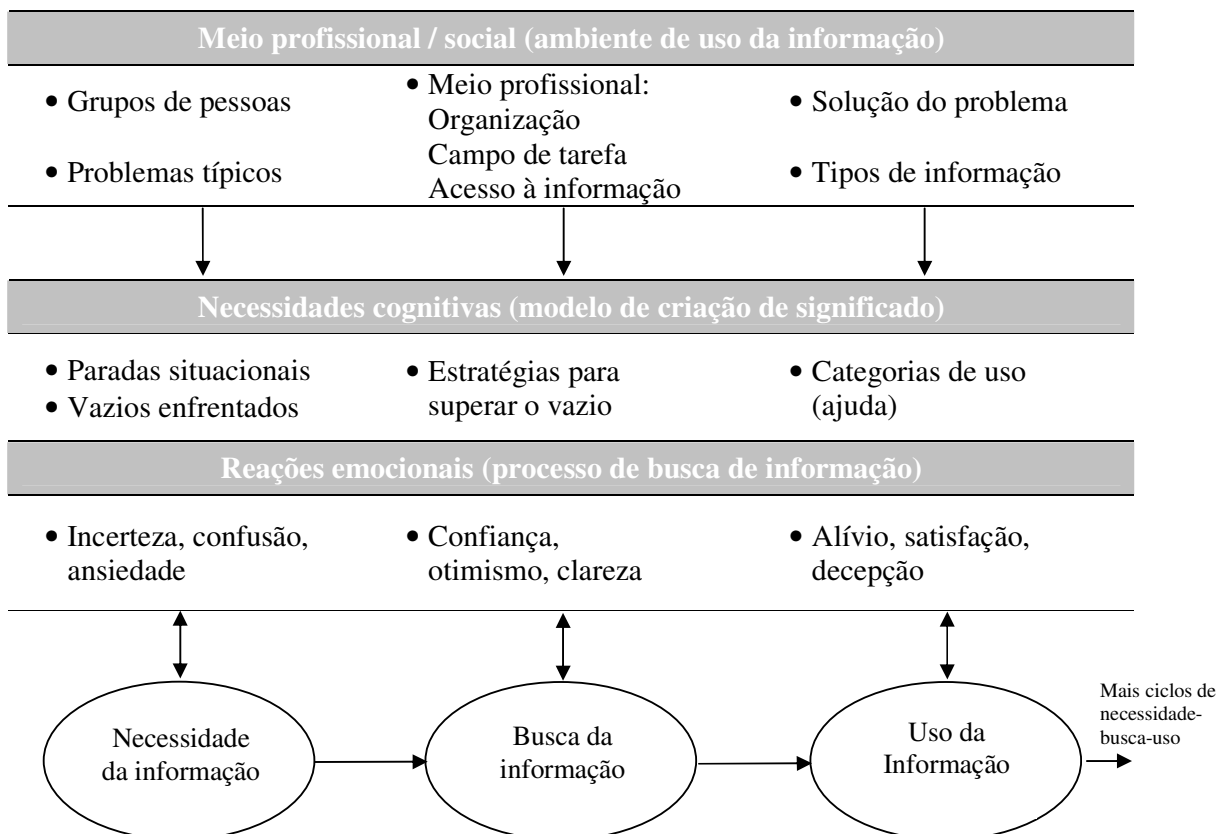 Meio profissional / social (ambiente de uso da informação)
• Grupos de pessoas
• Problemas típicos
• Meio profissional:
Organização
Campo de tarefa
Acesso à informação
• Solução do problema
• Tipos de informação
Necessidades cognitivas (modelo de criação de significado)
• Paradas situacionais
• Vazios enfrentados
• Estratégias para
superar o vazio
• Categorias de uso
(ajuda)
Reações emocionais (processo de busca de informação)
• Incerteza, confusão,
ansiedade
• Confiança,
otimismo, clareza
• Alívio, satisfação,
decepção
Necessidade
da informação
Busca da
informação
Uso da
Informação
Mais ciclos de
necessidade-
busca-uso